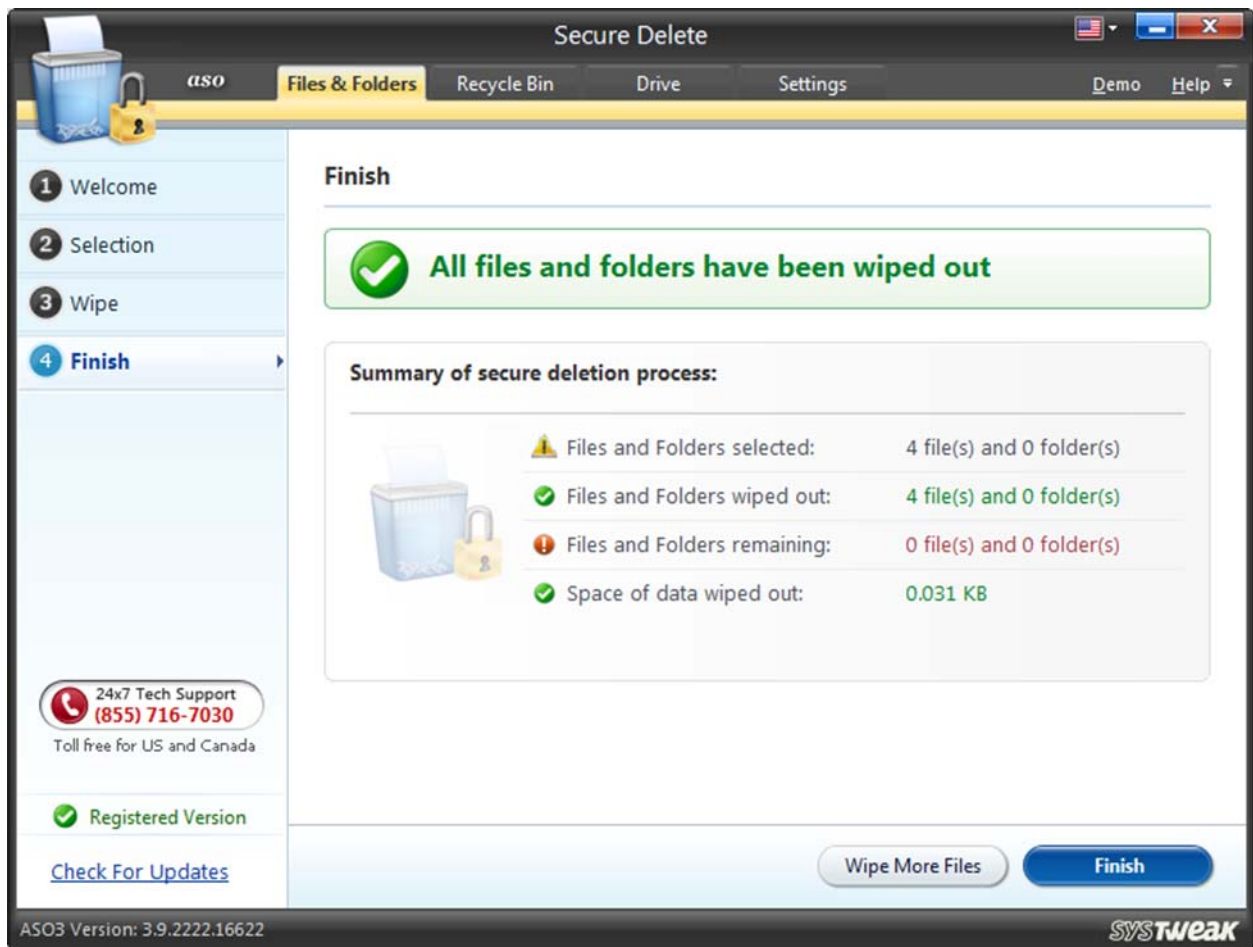 Secure Delete
aso
Files & Folders
Recycle Bin
Drive
Settings
Demo
Help
1 Welcome
2 Selection
3 Wipe
4 Finish
Finish
All files and folders have been wiped out
Summary of secure deletion process:
Files and Folders selected: 4 file(s) and 0 folder(s)
Files and Folders wiped out: 4 file(s) and 0 folder(s)
Files and Folders remaining: 0 file(s) and 0 folder(s)
Space of data wiped out: 0.031 KB
24x7 Tech Support
(855) 716-7030
Toll free for US and Canada
Registered Version
Check For Updates
Wipe More Files
Finish
ASO3 Version: 3.9.2222.16622
SYSTweak